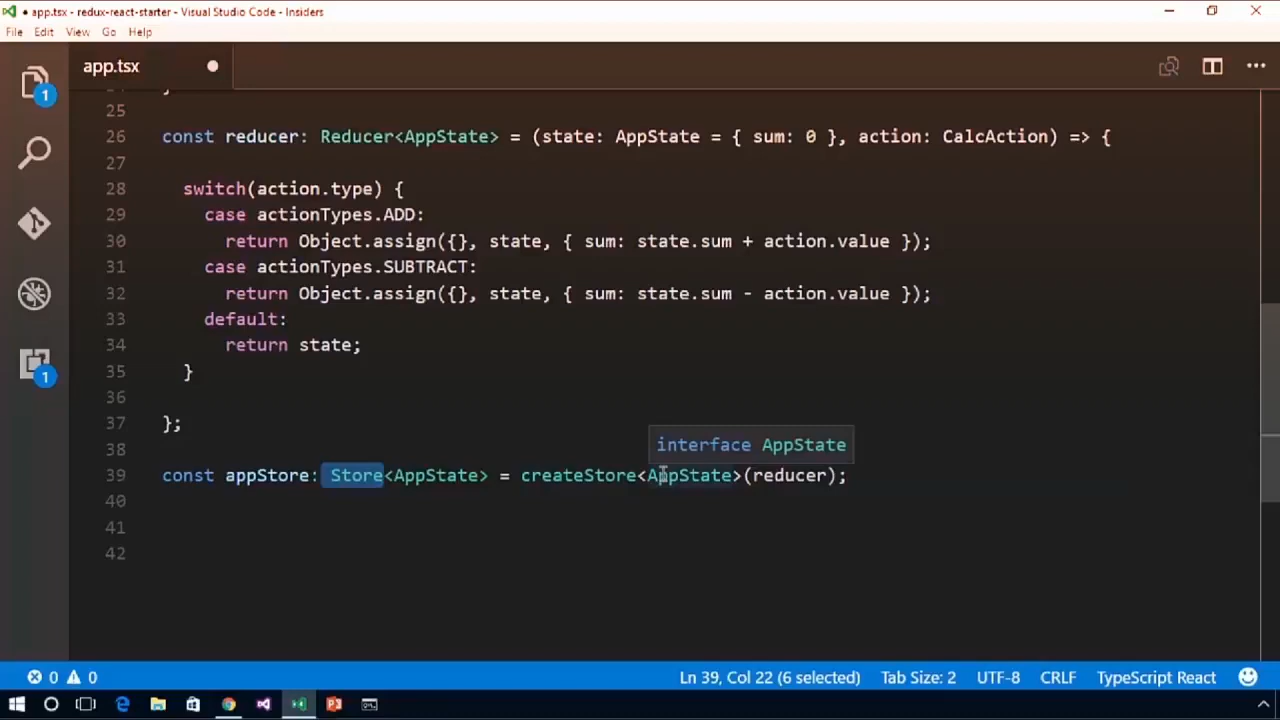 ● app.tsx - redux-react-starter - Visual Studio Code - Insiders
File Edit View Go Help
app.tsx ●
1
1
25
26 const reducer: Reducer<AppState> = (state: AppState = { sum: 0 }, action: CalcAction) => {
27
28 switch(action.type) {
29 case actionTypes.ADD:
30 return Object.assign({}, state, { sum: state.sum + action.value });
31 case actionTypes.SUBTRACT:
32 return Object.assign({}, state, { sum: state.sum - action.value });
33 default:
34 return state;
35 }
36
37 };
38
interface AppState
39 const appStore: Store<AppState> = createStore<AppState>(reducer);
40
41
42
0 0 Ln 39, Col 22 (6 selected) Tab Size: 2 UTF-8 CRLF TypeScript React